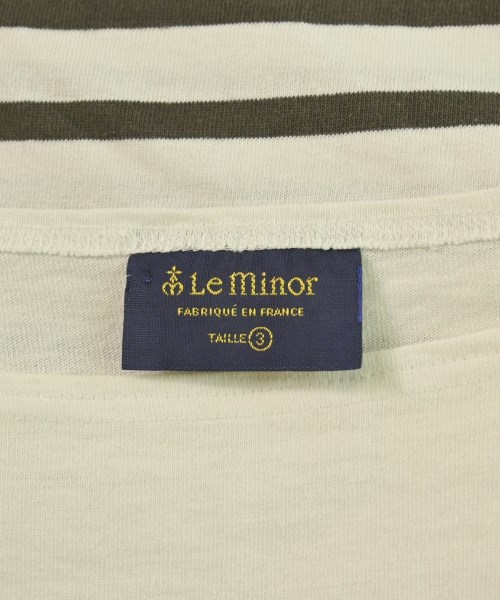 Le Minor
FABRIQUÉ EN FRANCE
TAILLE 3